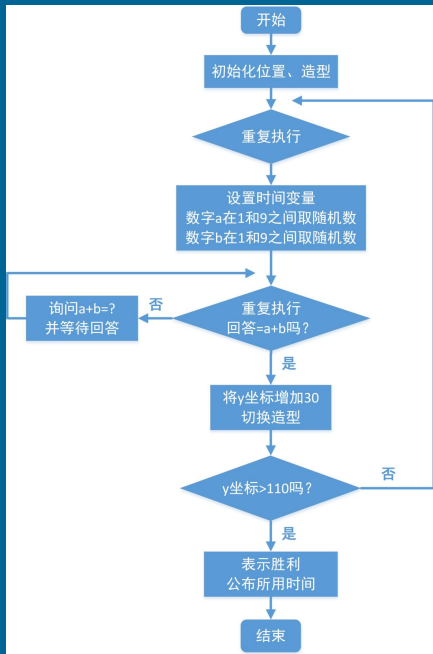 开始
初始化位置、造型
重复执行
设置时间变量
数字a在1和9之间取随机数
数字b在1和9之间取随机数
询问a+b=?
并等待回答
否
重复执行
回答=a+b吗?
是
将y坐标增加30
切换造型
y坐标>110吗?
否
是
表示胜利
公布所用时间
结束